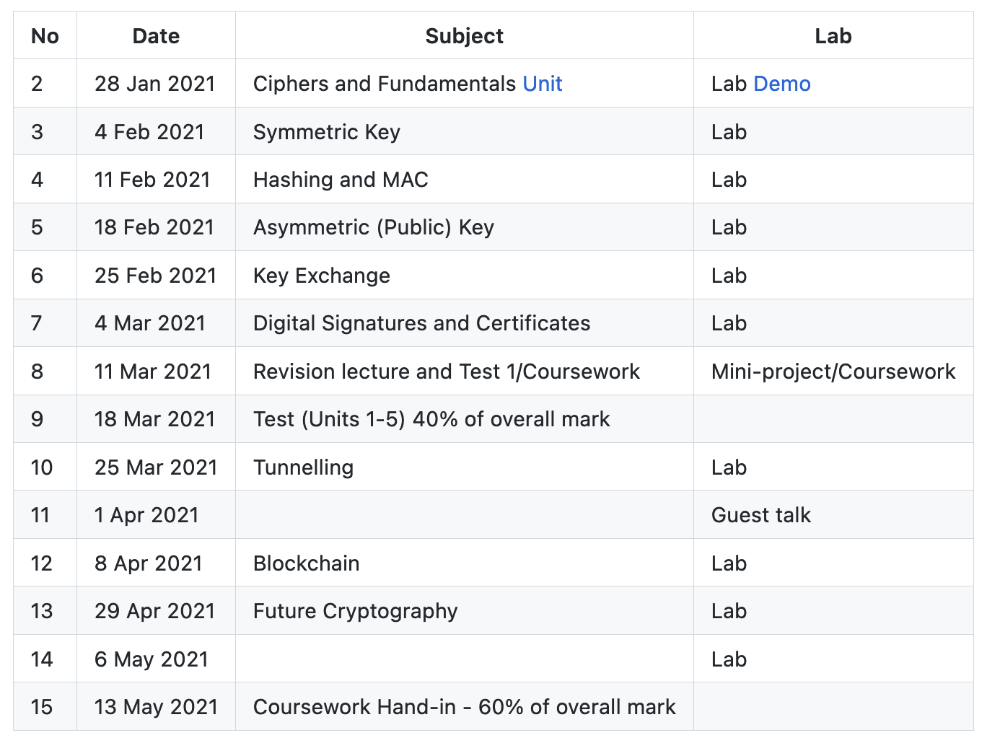 No Date Subject Lab
2 28 Jan 2021 Ciphers and Fundamentals Unit Lab Demo
3 4 Feb 2021 Symmetric Key Lab
4 11 Feb 2021 Hashing and MAC Lab
5 18 Feb 2021 Asymmetric (Public) Key Lab
6 25 Feb 2021 Key Exchange Lab
7 4 Mar 2021 Digital Signatures and Certificates Lab
8 11 Mar 2021 Revision lecture and Test 1/Coursework Mini-project/Coursework
9 18 Mar 2021 Test (Units 1-5) 40% of overall mark
10 25 Mar 2021 Tunnelling Lab
11 1 Apr 2021 Guest talk
12 8 Apr 2021 Blockchain Lab
13 29 Apr 2021 Future Cryptography Lab
14 6 May 2021 Lab
15 13 May 2021 Coursework Hand-in - 60% of overall mark